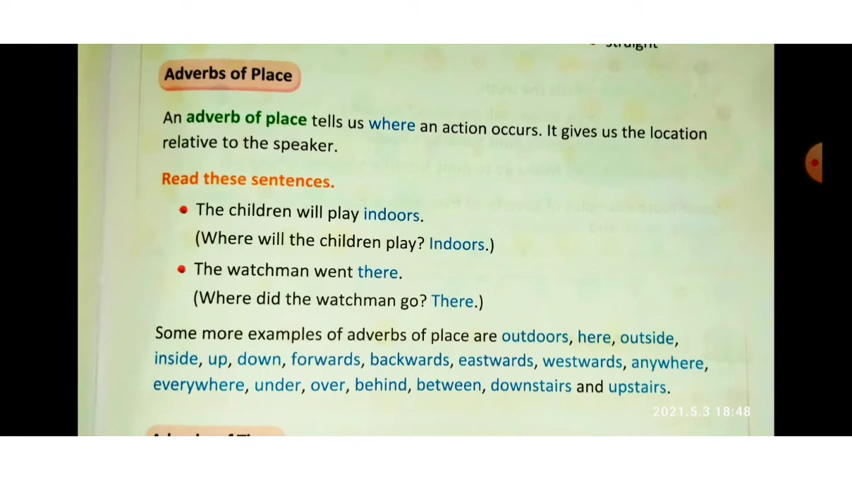 straight
Adverbs of Place
An adverb of place tells us where an action occurs. It gives us the location
relative to the speaker.
Read these sentences.
• The children will play indoors.
(Where will the children play? Indoors.)
• The watchman went there.
(Where did the watchman go? There.)
Some more examples of adverbs of place are outdoors, here, outside,
inside, up, down, forwards, backwards, eastwards, westwards, anywhere,
everywhere, under, over, behind, between, downstairs and upstairs.
2021.5.3 18:48